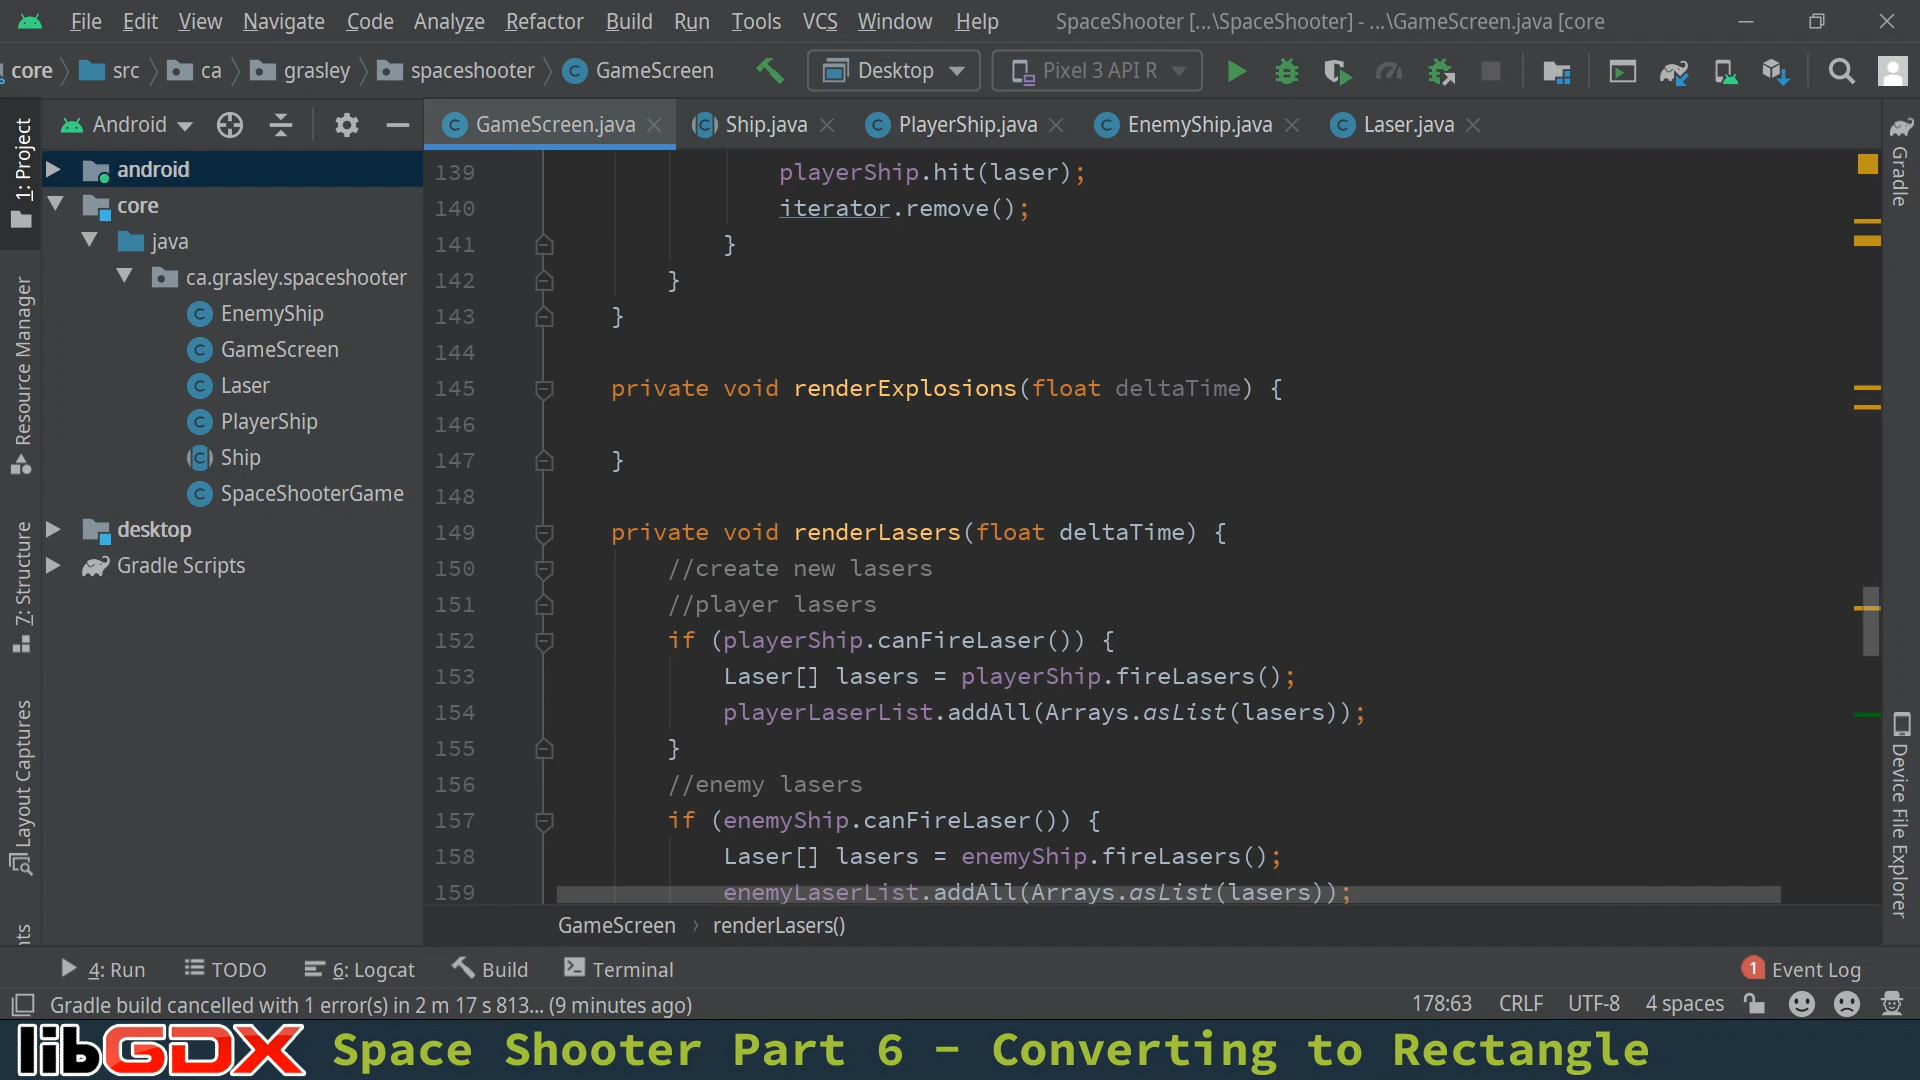 File Edit View Navigate Code Analyze Refactor Build Run Tools VCS Window Help SpaceShooter [...\SpaceShooter] - ...\GameScreen.java [core
core src ca grasley spaceshooter GameScreen Desktop Pixel 3 API R
Android GameScreen.java Ship.java PlayerShip.java EnemyShip.java Laser.java
1: Project
Resource Manager
Z: Structure
Layout Captures
android
core
java
ca.grasley.spaceshooter
EnemyShip
GameScreen
Laser
PlayerShip
Ship
SpaceShooterGame
desktop
Gradle Scripts
139 playerShip.hit(laser);
140 iterator.remove();
141 }
142 }
143 }
144
145 private void renderExplosions(float deltaTime) {
146
147 }
148
149 private void renderLasers(float deltaTime) {
150 //create new lasers
151 //player lasers
152 if (playerShip.canFireLaser()) {
153 Laser[] lasers = playerShip.fireLasers();
154 playerLaserList.addAll(Arrays.asList(lasers));
155 }
156 //enemy lasers
157 if (enemyShip.canFireLaser()) {
158 Laser[] lasers = enemyShip.fireLasers();
159 enemyLaserList.addAll(Arrays.asList(lasers));
Gradle
Device File Explorer
GameScreen › renderLasers()
4: Run TODO 6: Logcat Build Terminal 1 Event Log
Gradle build cancelled with 1 error(s) in 2 m 17 s 813... (9 minutes ago) 178:63 CRLF UTF-8 4 spaces
libGDX Space Shooter Part 6 - Converting to Rectangle